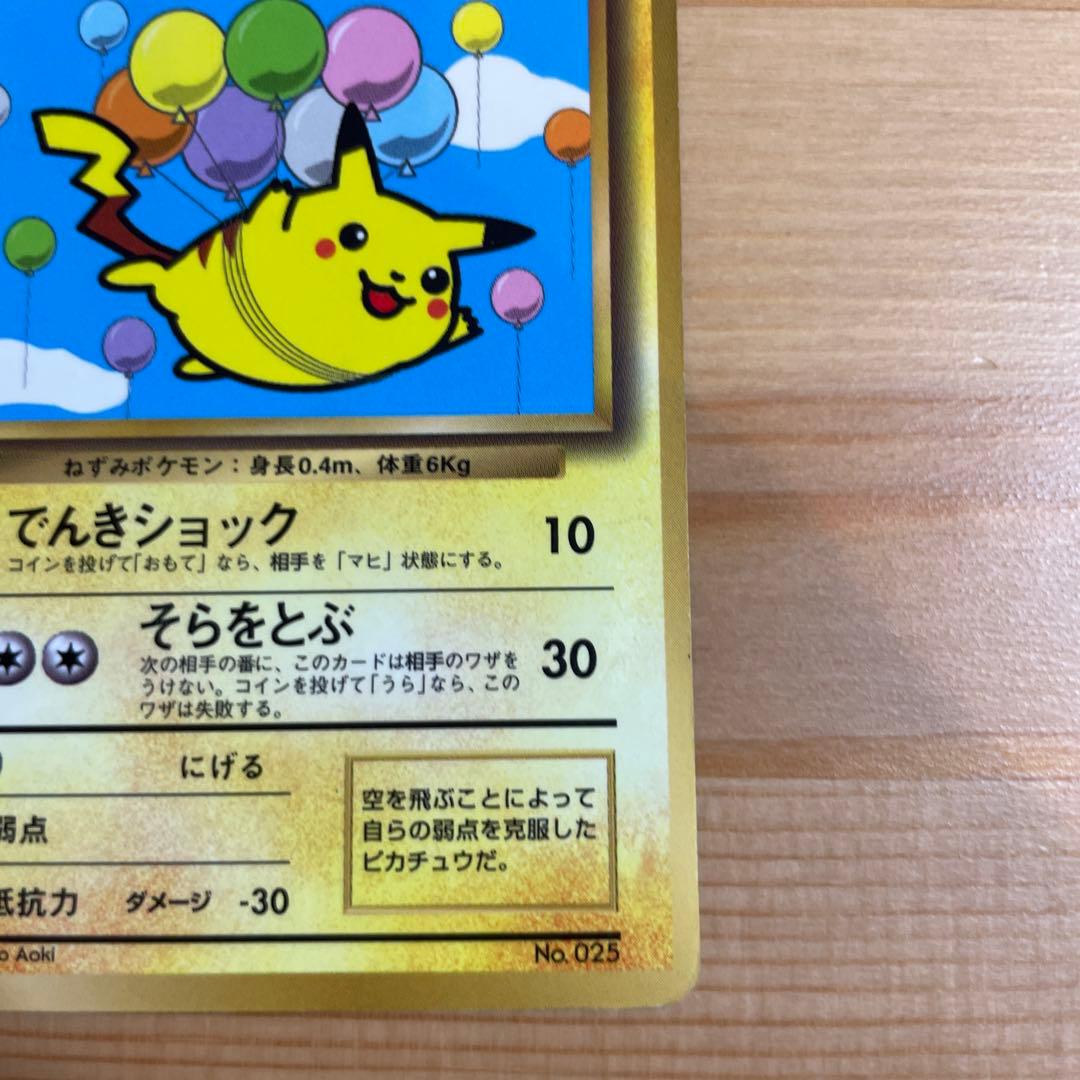 ねずみポケモン：身長0.4m、体重6Kg
でんきショック 10
コインを投げて「おもて」なら、相手を「マヒ」状態にする。
そらをとぶ 30
次の相手の番に、このカードは相手のワザを
うけない。コインを投げて「うら」なら、この
ワザは失敗する。
にげる
弱点
抵抗力 ダメージ -30
空を飛ぶことによって
自らの弱点を克服した
ピカチュウだ。
o Aoki No. 025